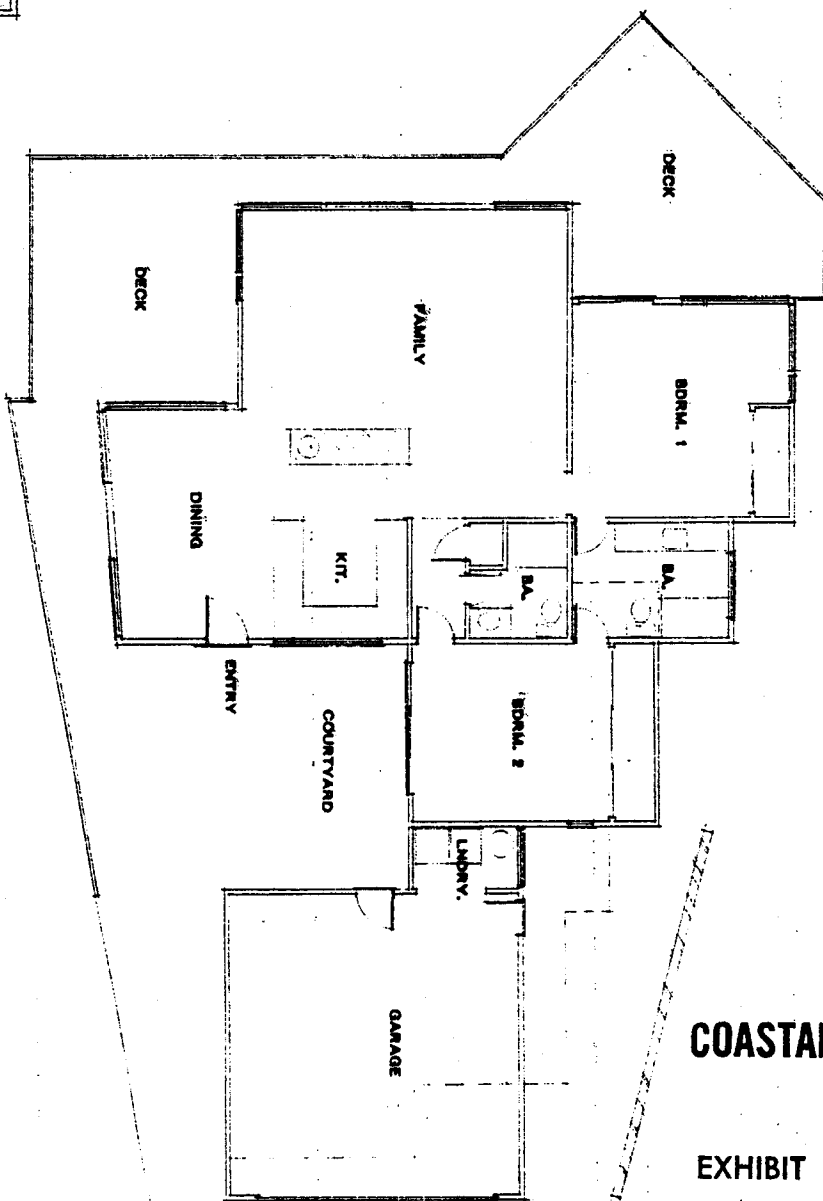 DECK
DECK
FAMILY
BDRM. 1
DINING
KIT.
BA.
BA.
ENTRY
COURTYARD
BDRM. 2
LNDRY.
GARAGE
COASTAL
EXHIBIT